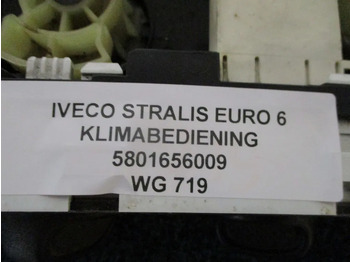 IVECO STRALIS EURO 6
KLIMABEDIENING
5801656009
WG 719